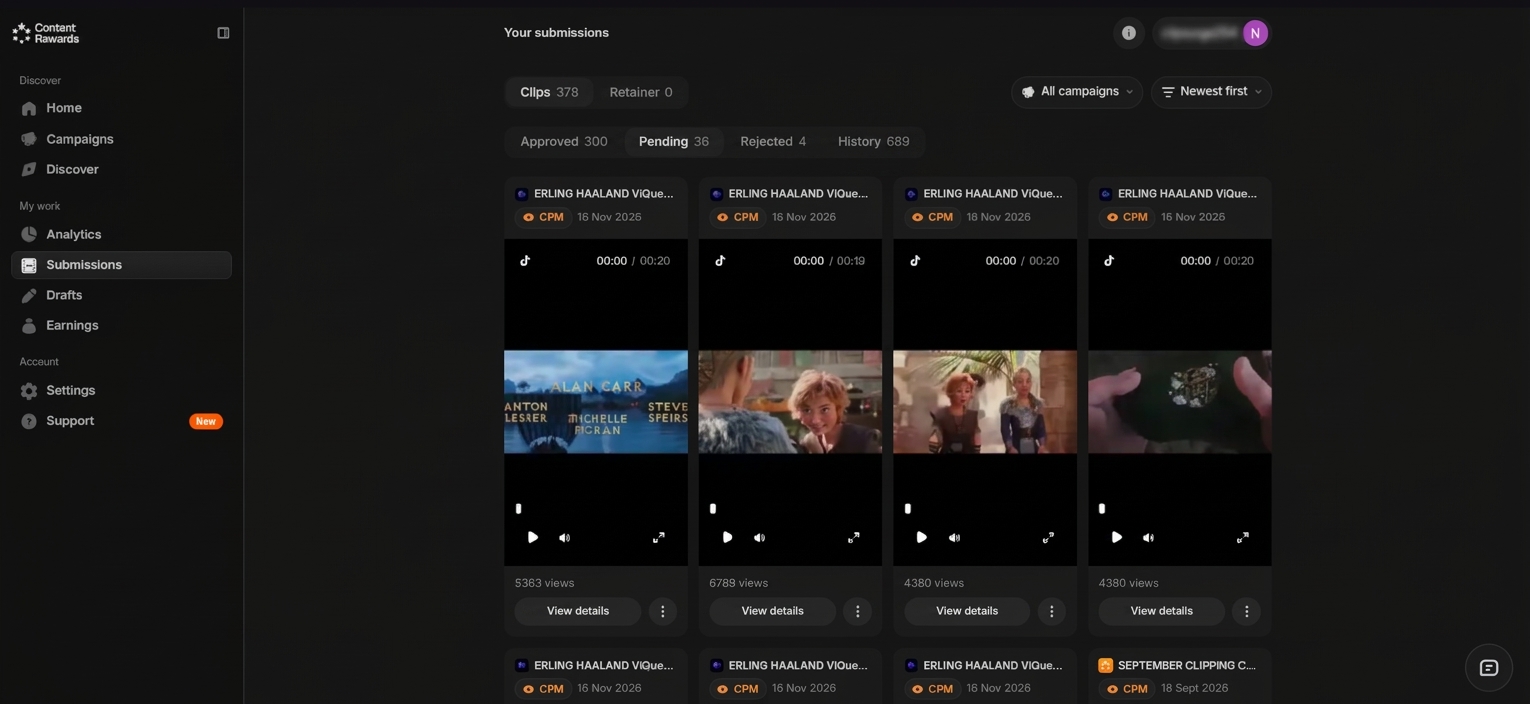 Content
Rawards
Your submissions
N
Discover
Home
Campaigns
Discover
My work
Analytics
Submissions
Drafts
Earnings
Account
Settings
Support New
Clips 378 Retainer 0
All campaigns Newest first
Approved 300 Pending 36 Rejected 4 History 689
ERLING HAALAND ViQue...
CPM 16 Nov 2026
00:00 / 00:20
ALAN CARR
ANTON
LESRER
MICHELLE
FIGRAN
STEVE
SFEIRS
5363 views
View details
ERLING HAALAND ViQue...
CPM 16 Nov 2026
00:00 / 00:19
6789 views
View details
ERLING HAALAND ViQue...
CPM 18 Nov 2026
00:00 / 00:20
4380 views
View details
ERLING HAALAND ViQue...
CPM 16 Nov 2026
00:00 / 00:20
4380 views
View details
ERLING HAALAND ViQue...
CPM 16 Nov 2026
ERLING HAALAND ViQue...
CPM 16 Nov 2026
ERLING HAALAND ViQue...
CPM 16 Nov 2026
SEPTEMBER CLIPPING C...
CPM 18 Sept 2026